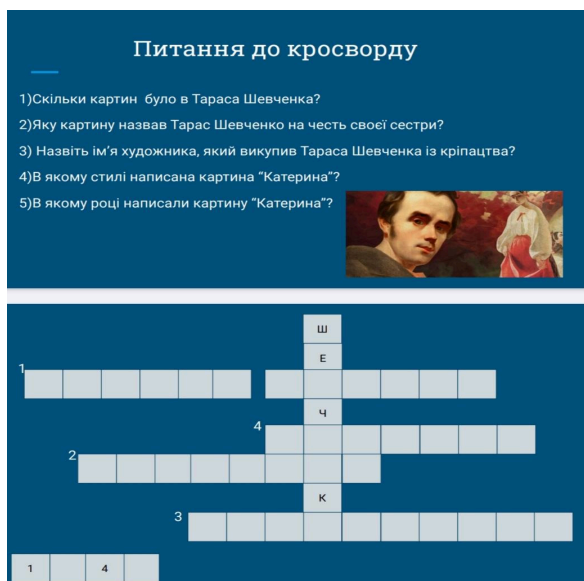 Питання до кросворду
1)Скільки картин було в Тараса Шевченка?
2)Яку картину назвав Тарас Шевченко на честь своєї сестри?
3) Назвіть ім’я художника, який викупив Тараса Шевченка із кріпацтва?
4)В якому стилі написана картина “Катерина”?
5)В якому році написали картину “Катерина”?
Ш
Е
1
Ч
4
2
К
3
1 4